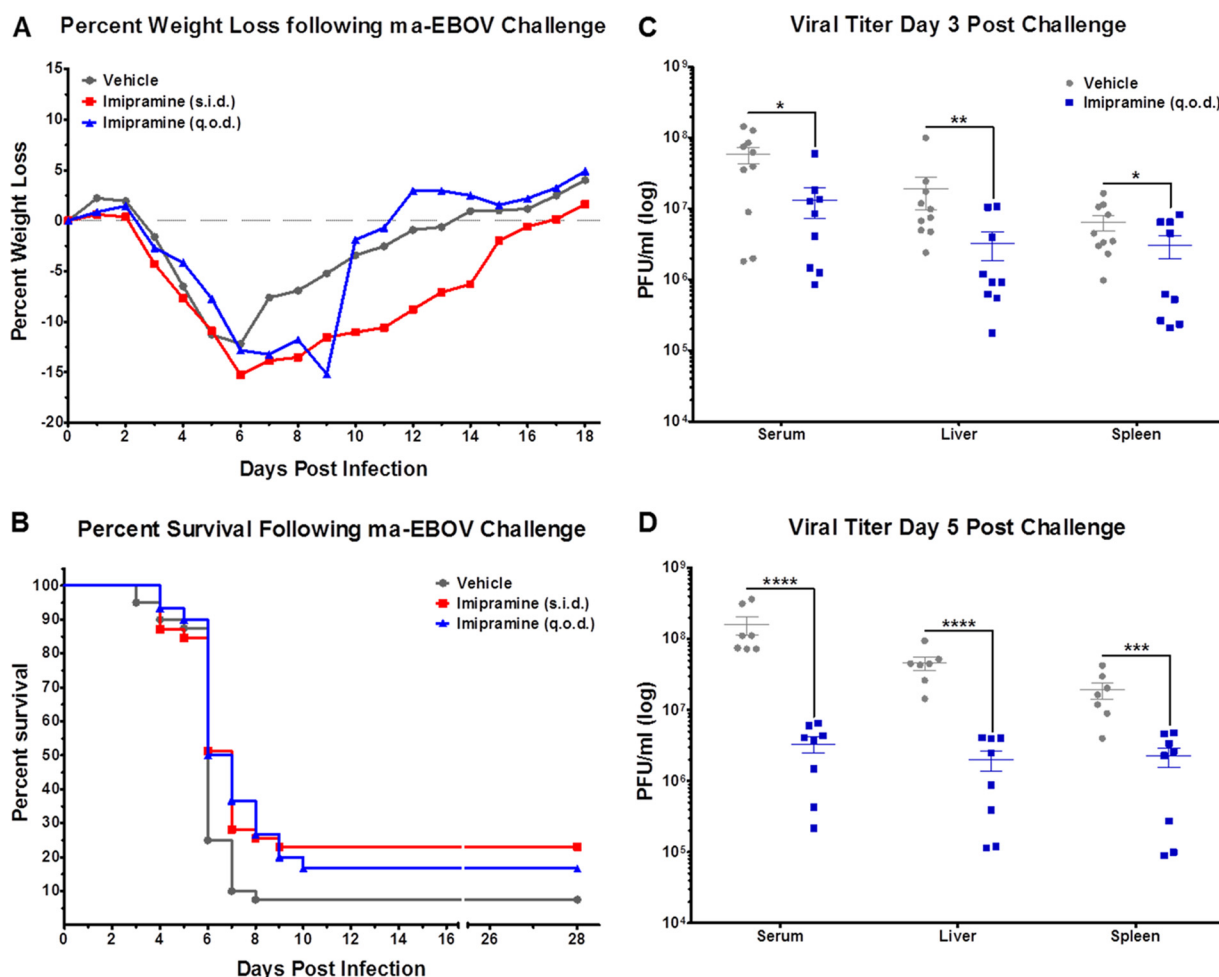 A
Percent Weight Loss following ma-EBOV Challenge
15
10
5
0
-5
-10
-15
-20
Percent Weight Loss
Vehicle
Imipramine (s.i.d.)
Imipramine (q.o.d.)
0 2 4 6 8 10 12 14 16 18
Days Post Infection
B
Percent Survival Following ma-EBOV Challenge
100
90
80
70
60
50
40
30
20
10
Percent survival
Vehicle
Imipramine (s.i.d.)
Imipramine (q.o.d.)
0 2 4 6 8 10 12 14 16 26 28
Days Post Infection
C
Viral Titer Day 3 Post Challenge
10⁹
10⁸
10⁷
10⁶
10⁵
10⁴
PFU/ml (log)
Vehicle
Imipramine (q.o.d.)
*
**
*
Serum Liver Spleen
D
Viral Titer Day 5 Post Challenge
10⁹
10⁸
10⁷
10⁶
10⁵
10⁴
PFU/ml (log)
****
****
***
Serum Liver Spleen